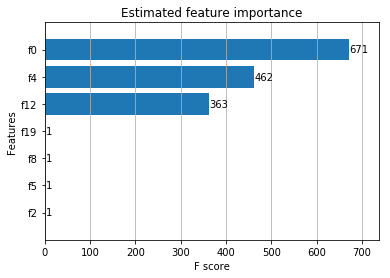 Estimated feature importance
f0 671
f4 462
f12 363
f19 1
f8 1
f5 1
f2 1
Features
0 100 200 300 400 500 600 700
F score